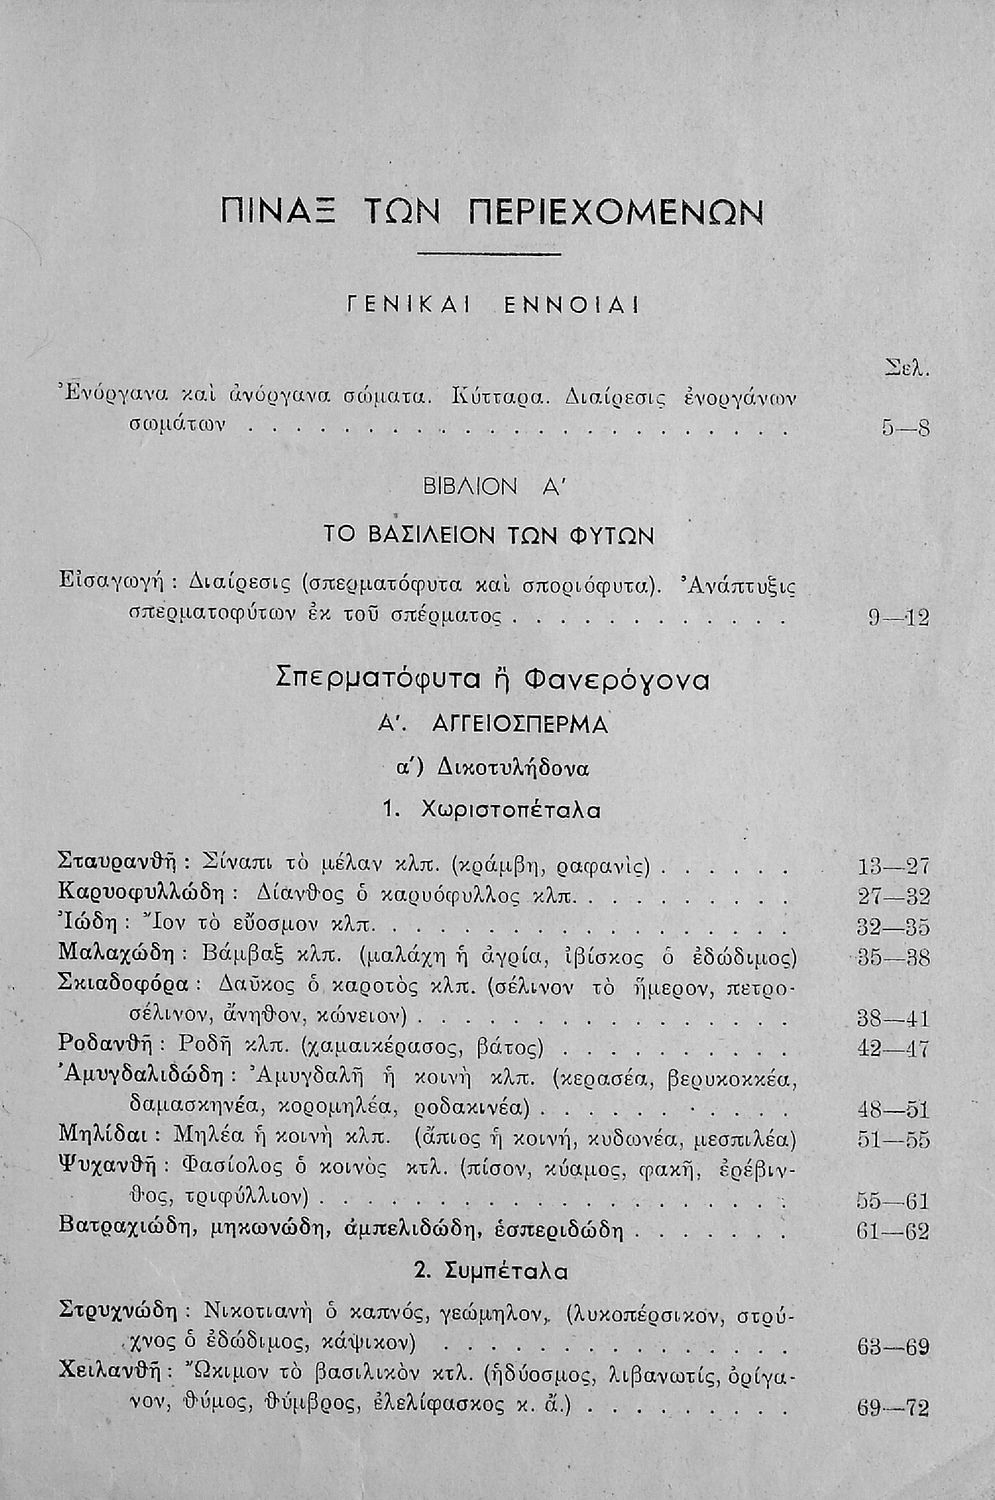 ΠΙΝΑΞ ΤΩΝ ΠΕΡΙΕΧΟΜΕΝΩΝ
ΓΕΝΙΚΑΙ ΕΝΝΟΙΑΙ
Σελ.
Ἐνόργανα καὶ ἀνόργανα σώματα. Κύτταρα. Διαίρεσις ἐνοργάνων
σωμάτων . . . . . . . . . . . . . . . . . . . . . . . 5—8
ΒΙΒΛΙΟΝ Α′
ΤΟ ΒΑΣΙΛΕΙΟΝ ΤΩΝ ΦΥΤΩΝ
Εἰσαγωγή : Διαίρεσις (σπερματόφυτα καὶ σποριόφυτα). Ἀνάπτυξις
σπερματοφύτων ἐκ τοῦ σπέρματος . . . . . . . . . . . . 9—12
Σπερματόφυτα ἢ Φανερόγονα
Α′. ΑΓΓΕΙΟΣΠΕΡΜΑ
α′) Δικοτυλήδονα
1. Χωριστοπέταλα
Σταυρανθῆ : Σίναπι τὸ μέλαν κλπ. (κράμβη, ραφανὶς) . . . . . . 13—27
Καρυοφυλλώδη : Δίανθος ὁ καρυόφυλλος κλπ. . . . . . . . . . 27—32
Ἰώδη : Ἴον τὸ εὔοσμον κλπ. . . . . . . . . . . . . . . . . . 32—35
Μαλαχώδη : Βάμβαξ κλπ. (μαλάχη ἡ ἀγρία, ἰβίσκος ὁ ἐδώδιμος) 35—38
Σκιαδοφόρα : Δαῦκος ὁ καροτὸς κλπ. (σέλινον τὸ ἥμερον, πετρο-
σέλινον, ἄνηθον, κώνειον) . . . . . . . . . . . . . . . . 38—41
Ροδανθῆ : Ροδῆ κλπ. (χαμαικέρασος, βάτος) . . . . . . . . . . 42—47
Ἀμυγδαλιδώδη : Ἀμυγδαλῆ ἡ κοινὴ κλπ. (κερασέα, βερυκοκκέα,
δαμασκηνέα, κορομηλέα, ροδακινέα) . . . . . . . . . . . 48—51
Μηλίδαι : Μηλέα ἡ κοινὴ κλπ. (ἄπιος ἡ κοινή, κυδωνέα, μεσπιλέα) 51—55
Ψυχανθῆ : Φασίολος ὁ κοινὸς κτλ. (πίσον, κύαμος, φακῆ, ἐρέβιν-
θος, τριφύλλιον) . . . . . . . . . . . . . . . . . . . . 55—61
Βατραχιώδη, μηκωνώδη, ἀμπελιδώδη, ἑσπεριδώδη . . . . . . . 61—62
2. Συμπέταλα
Στρυχνώδη : Νικοτιανὴ ὁ καπνός, γεώμηλον, (λυκοπέρσικον, στρύ-
χνος ὁ ἐδώδιμος, κάψικον) . . . . . . . . . . . . . . . 63—69
Χειλανθῆ : Ὤκιμον τὸ βασιλικὸν κτλ. (ἡδύοσμος, λιβανωτίς, ὀρίγα-
νον, θύμος, θύμβρος, ἐλελίφασκος κ. ἄ.) . . . . . . . . . 69—72